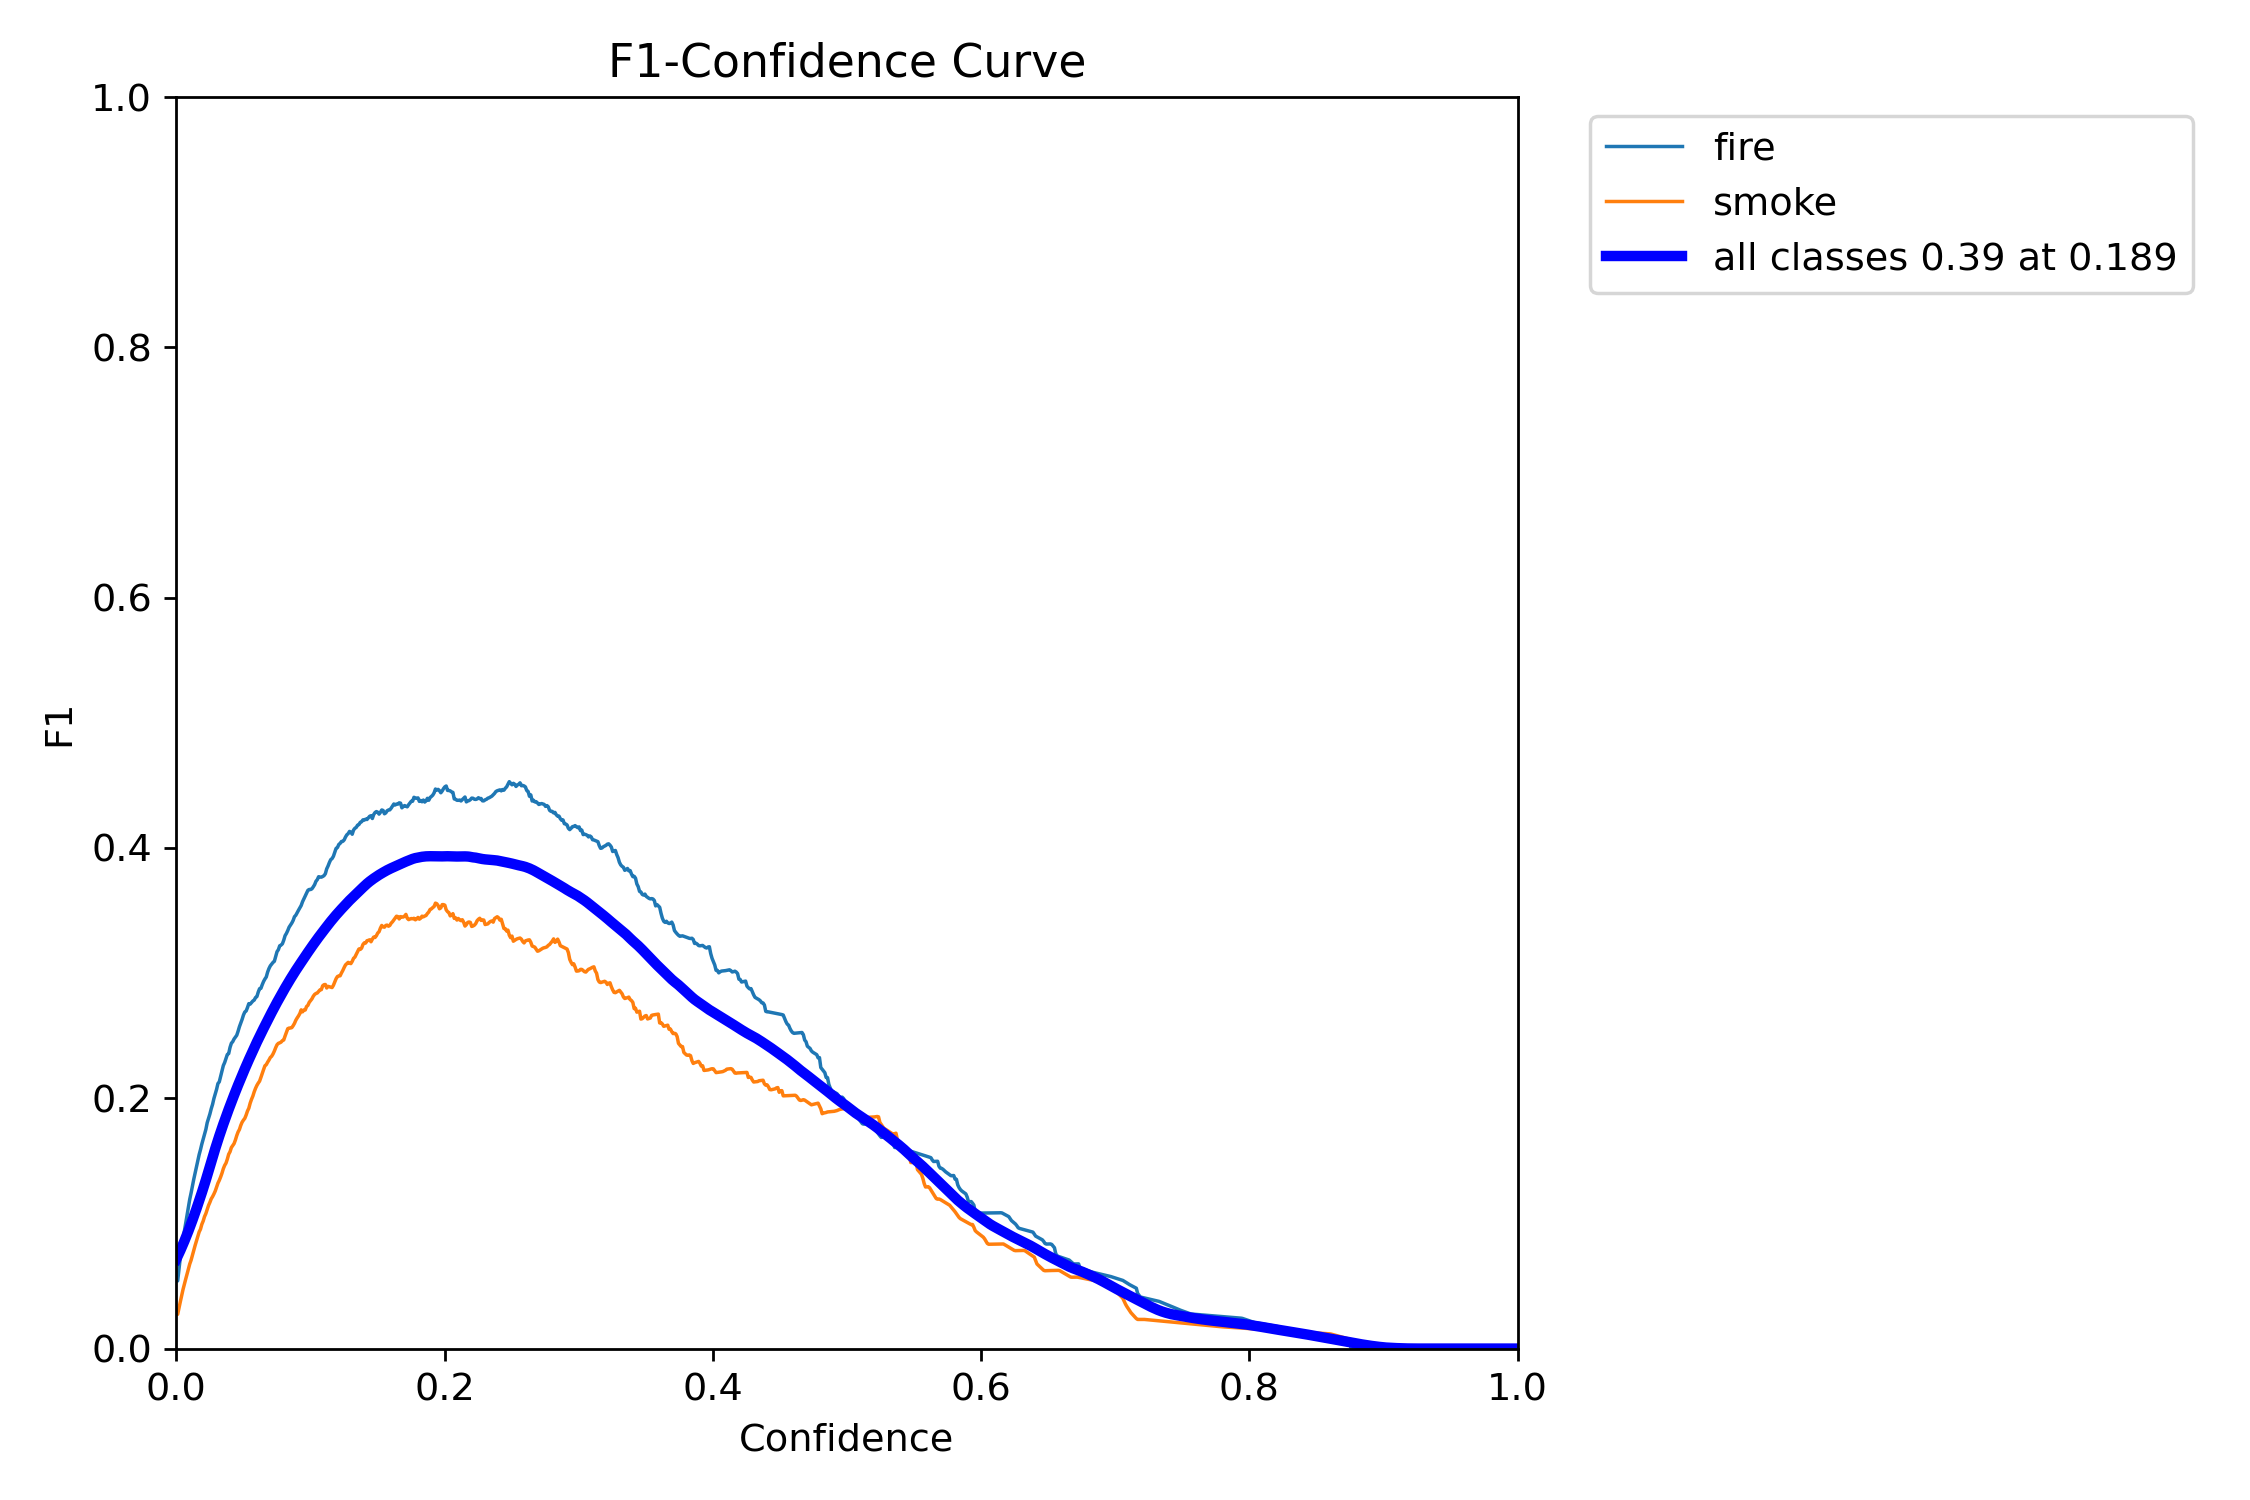 F1-Confidence Curve
1.0
0.8
0.6
0.4
0.2
0.0
F1
0.0 0.2 0.4 0.6 0.8 1.0
Confidence
fire
smoke
all classes 0.39 at 0.189